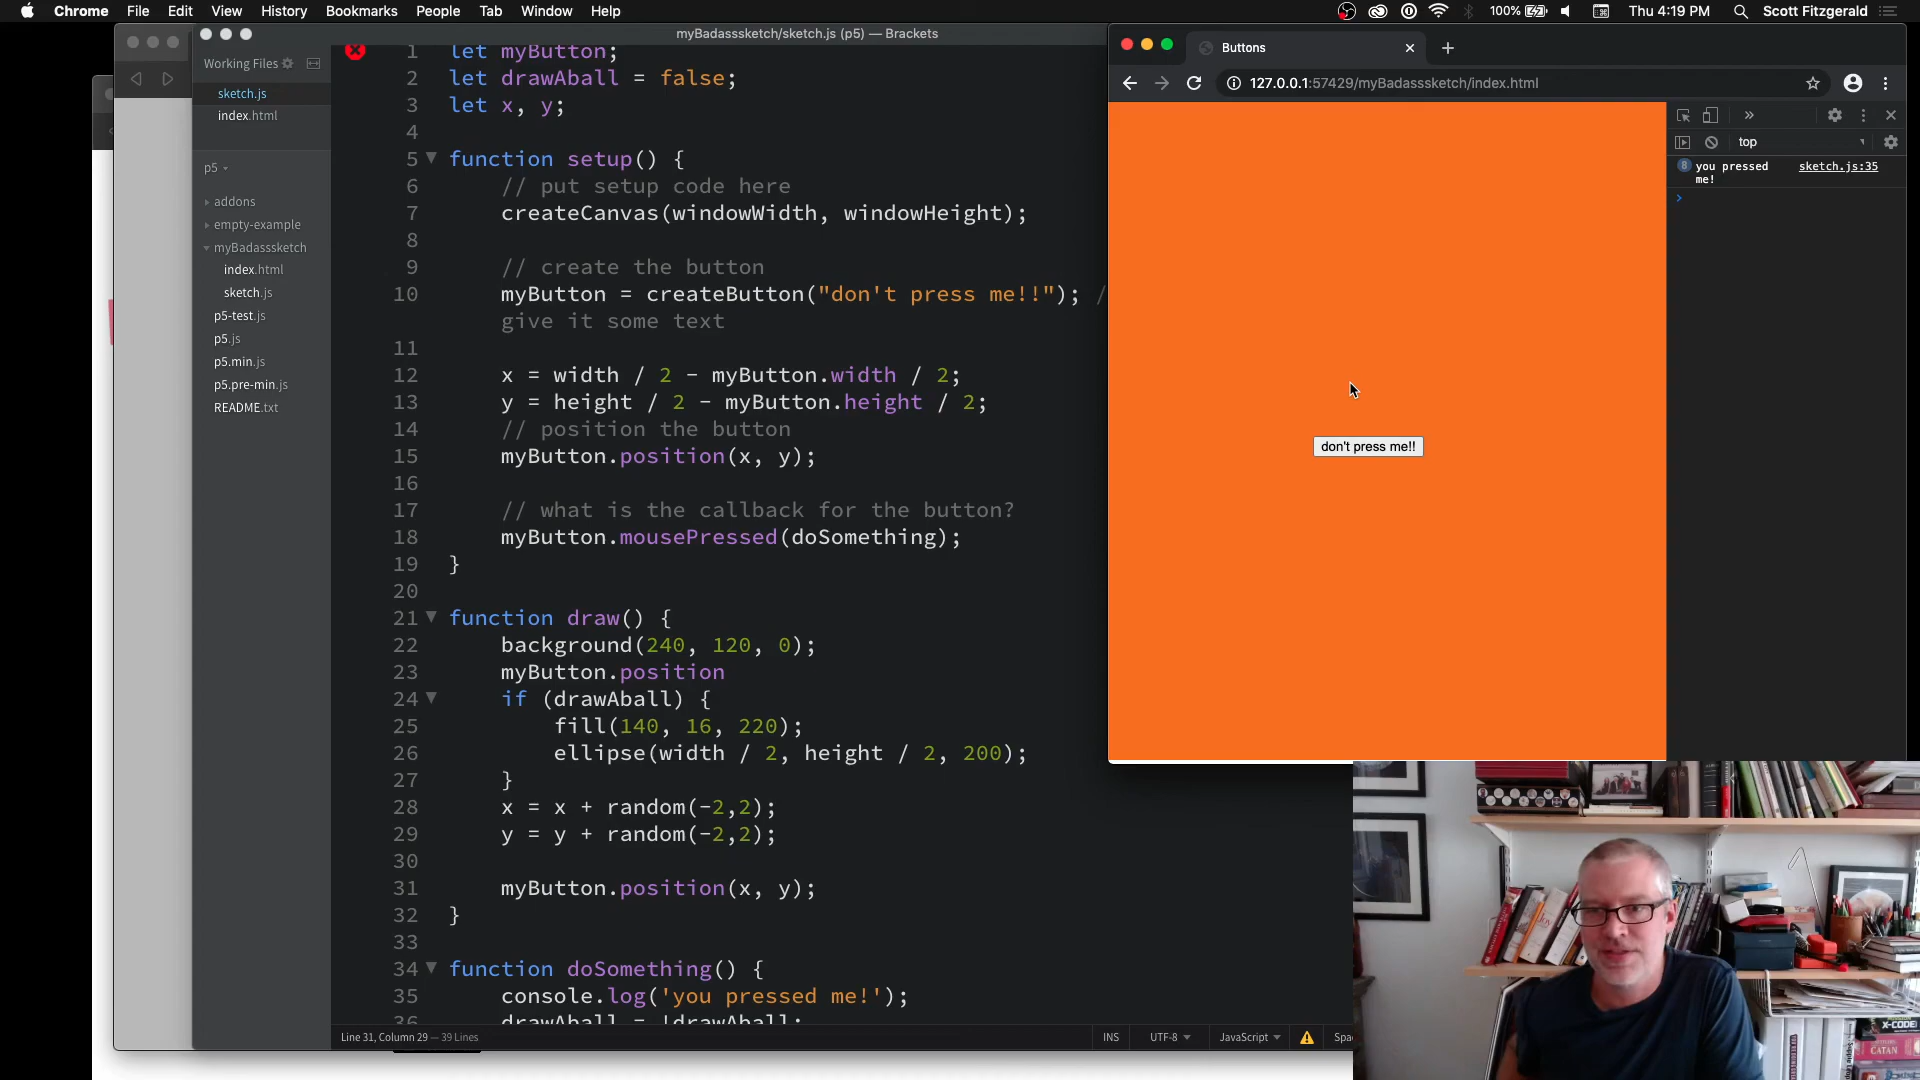 Chrome File Edit View History Bookmarks People Tab Window Help
100% Thu 4:19 PM Scott Fitzgerald
myBadasssketch/sketch.js (p5) — Brackets
Working Files
sketch.js
index.html
p5
addons
empty-example
myBadasssketch
index.html
sketch.js
p5-test.js
p5.js
p5.min.js
p5.pre-min.js
README.txt
1 let myButton;
2 let drawAball = false;
3 let x, y;
4
5 function setup() {
6 // put setup code here
7 createCanvas(windowWidth, windowHeight);
8
9 // create the button
10 myButton = createButton("don't press me!!"); /
give it some text
11
12 x = width / 2 - myButton.width / 2;
13 y = height / 2 - myButton.height / 2;
14 // position the button
15 myButton.position(x, y);
16
17 // what is the callback for the button?
18 myButton.mousePressed(doSomething);
19 }
20
21 function draw() {
22 background(240, 120, 0);
23 myButton.position
24 if (drawAball) {
25 fill(140, 16, 220);
26 ellipse(width / 2, height / 2, 200);
27 }
28 x = x + random(-2,2);
29 y = y + random(-2,2);
30
31 myButton.position(x, y);
32 }
33
34 function doSomething() {
35 console.log('you pressed me!');
36 drawAball = !drawAball;
Line 31, Column 29 — 39 Lines
INS UTF-8 JavaScript Spa
Buttons
127.0.0.1:57429/myBadasssketch/index.html
don't press me!!
top
8 you pressed me! sketch.js:35
X-CODE
CATAN